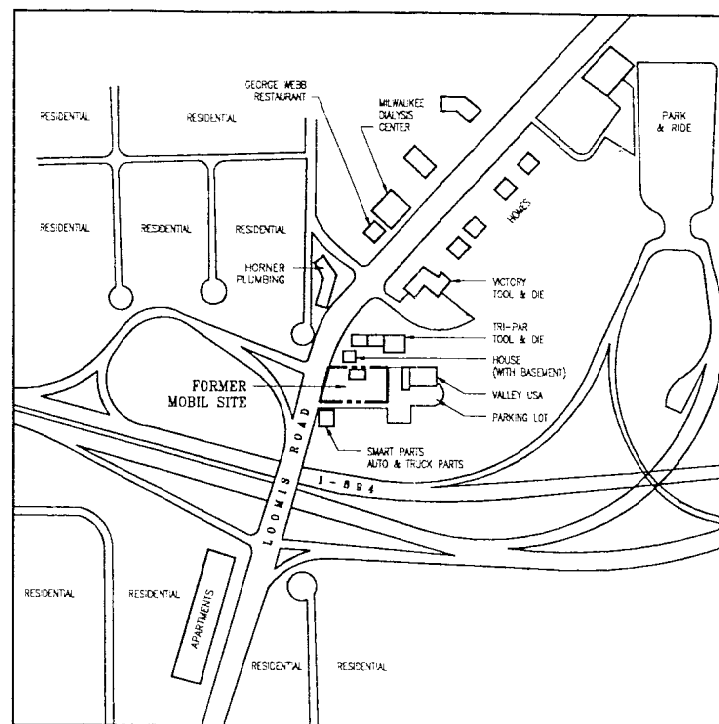 GEORGE WEBB
RESTAURANT
MILWAUKEE
DIALYSIS
CENTER
RESIDENTIAL
RESIDENTIAL
PARK
& RIDE
HOMES
RESIDENTIAL
RESIDENTIAL
RESIDENTIAL
HORNER
PLUMBING
VICTORY
TOOL & DIE
TRI-PAR
TOOL & DIE
HOUSE
(WITH BASEMENT)
FORMER
MOBIL SITE
VALLEY USA
PARKING LOT
LOOMIS ROAD
SMART PARTS
AUTO & TRUCK PARTS
I-894
RESIDENTIAL
RESIDENTIAL
APARTMENTS
RESIDENTIAL
RESIDENTIAL